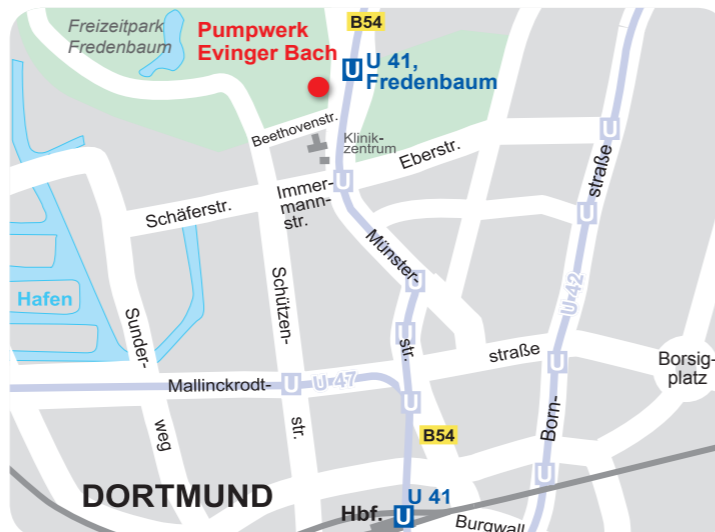 Freizeitpark
Fredenbaum
Pumpwerk
Evinger Bach
B54
U
U 41,
Fredenbaum
Beethovenstr.
Klinik-
zentrum
Eberstr.
U
straße
Immer-
mann-
str.
U
Schäferstr.
U
Münster-
Hafen
Schützen-
U
U 42
Sunder-
str.
U
straße
U
Borsig-
platz
Mallinckrodt-
U
U 47
U
weg
str.
B54
Born-
U
DORTMUND
Hbf.
U
U 41
Burgwall